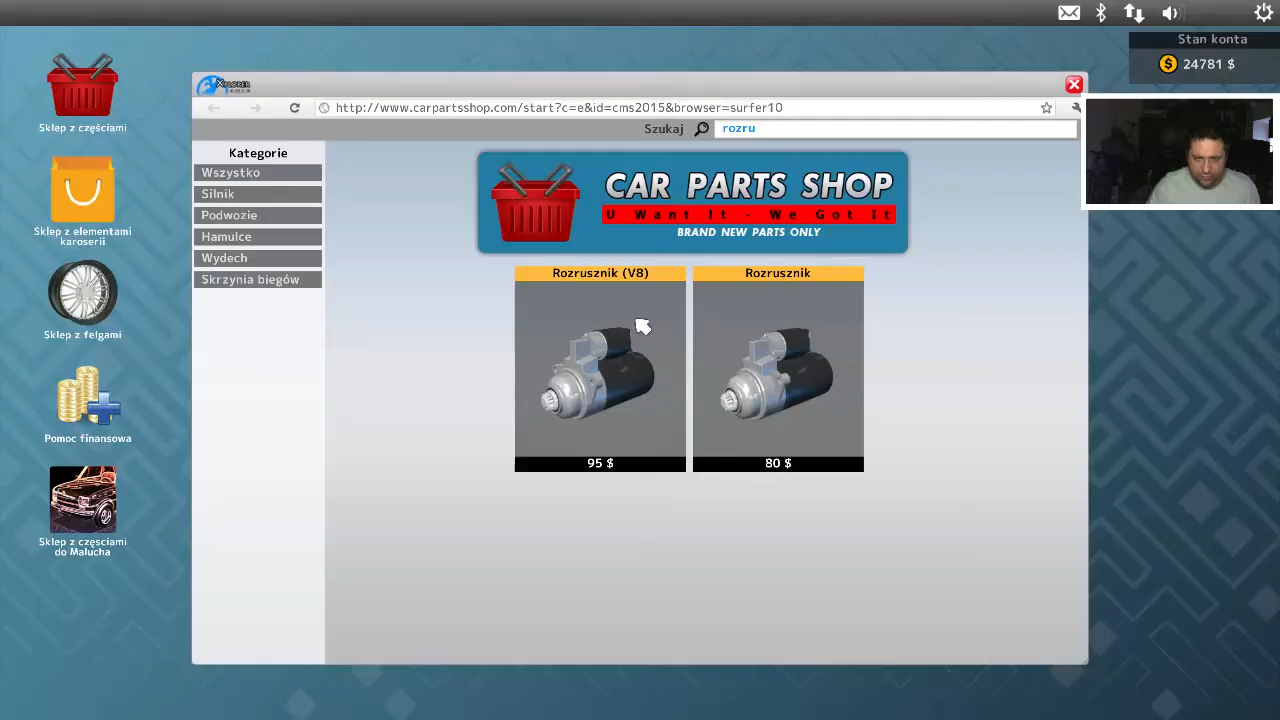 Stan konta
24781 $
Sklep z częściami
Sklep z elementami
karoserii
Sklep z felgami
Pomoc finansowa
Sklep z częsciami
do Malucha
http://www.carpartsshop.com/start?c=e&id=cms2015&browser=surfer10
Szukaj
rozru
Kategorie
Wszystko
Silnik
Podwozie
Hamulce
Wydech
Skrzynia biegów
CAR PARTS SHOP
U Want It - We Got It
BRAND NEW PARTS ONLY
Rozrusznik (V8)
95 $
Rozrusznik
80 $